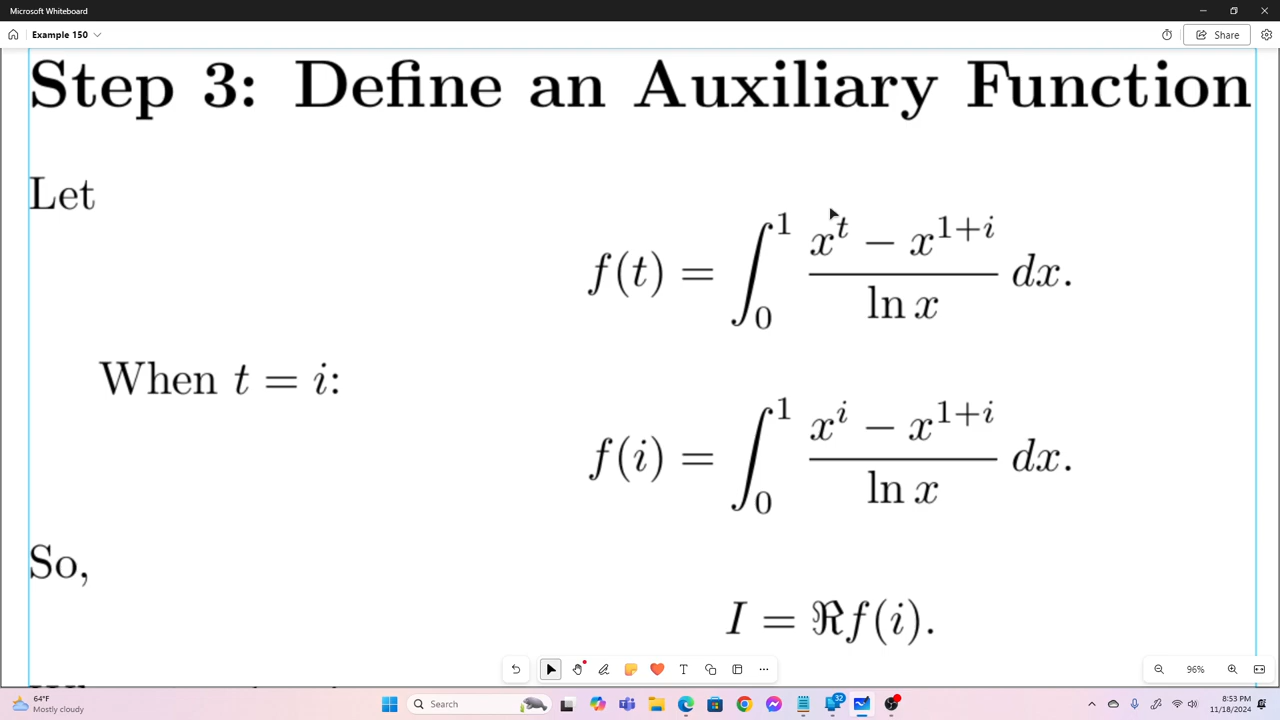 Microsoft Whiteboard
Example 150
Share
Step 3: Define an Auxiliary Function
Let
f(t) = ∫₀¹ (x^t − x^{1+i}) / ln x dx.
When t = i:
f(i) = ∫₀¹ (x^i − x^{1+i}) / ln x dx.
So,
I = ℜf(i).
96%
64°F
Mostly cloudy
Search
32
8:53 PM
11/18/2024